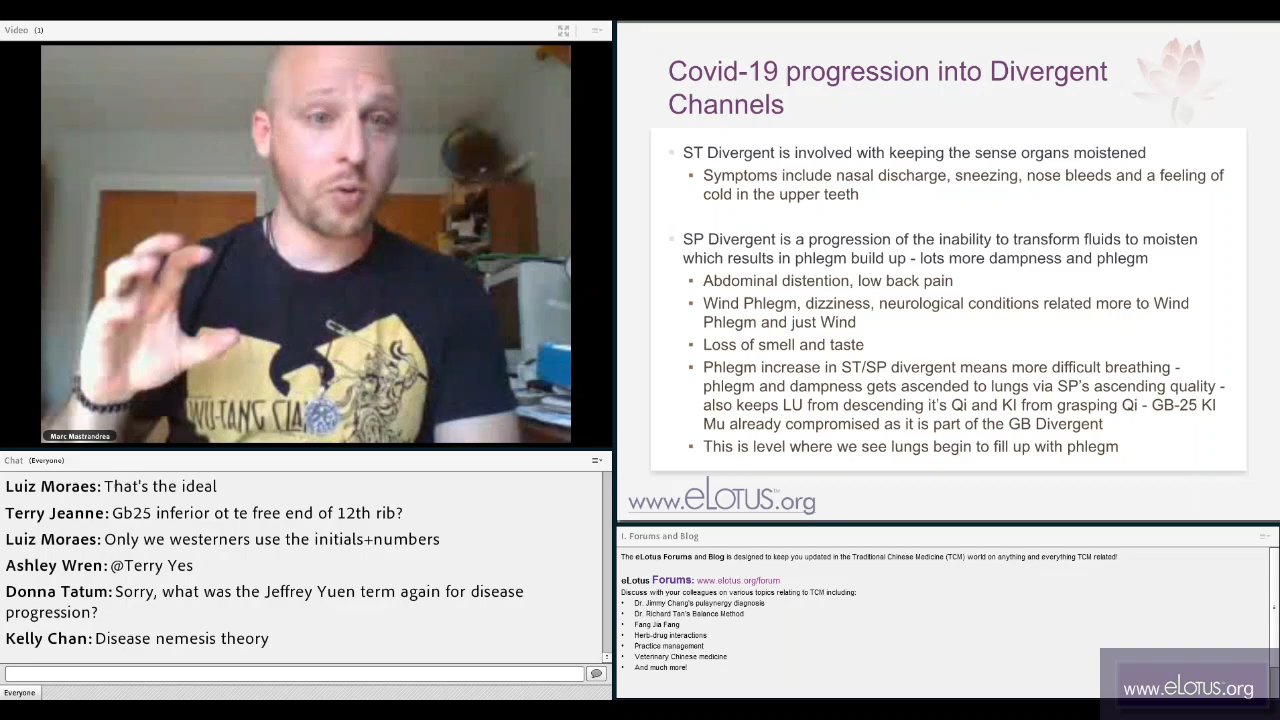 Video (1)
WU-TANG CLA
Marc Mastrandrea
Chat (Everyone)
Luiz Moraes: That's the ideal
Terry Jeanne: Gb25 inferior ot te free end of 12th rib?
Luiz Moraes: Only we westerners use the initials+numbers
Ashley Wren: @Terry Yes
Donna Tatum: Sorry, what was the Jeffrey Yuen term again for disease
progression?
Kelly Chan: Disease nemesis theory
Everyone
Covid-19 progression into Divergent
Channels
ST Divergent is involved with keeping the sense organs moistened
Symptoms include nasal discharge, sneezing, nose bleeds and a feeling of
cold in the upper teeth
SP Divergent is a progression of the inability to transform fluids to moisten
which results in phlegm build up - lots more dampness and phlegm
Abdominal distention, low back pain
Wind Phlegm, dizziness, neurological conditions related more to Wind
Phlegm and just Wind
Loss of smell and taste
Phlegm increase in ST/SP divergent means more difficult breathing -
phlegm and dampness gets ascended to lungs via SP's ascending quality -
also keeps LU from descending it's Qi and KI from grasping Qi - GB-25 KI
Mu already compromised as it is part of the GB Divergent
This is level where we see lungs begin to fill up with phlegm
www.eLOTUS.org
I. Forums and Blog
The eLotus Forums and Blog is designed to keep you updated in the Traditional Chinese Medicine (TCM) world on anything and everything TCM related!
eLotus Forums: www.elotus.org/forum
Discuss with your colleagues on various topics relating to TCM including:
• Dr. Jimmy Chang's pulsynergy diagnosis
• Dr. Richard Tan's Balance Method
• Fang Jia Fang
• Herb-drug interactions
• Practice management
• Veterinary Chinese medicine
• And much more!
www.eLOTUS.org